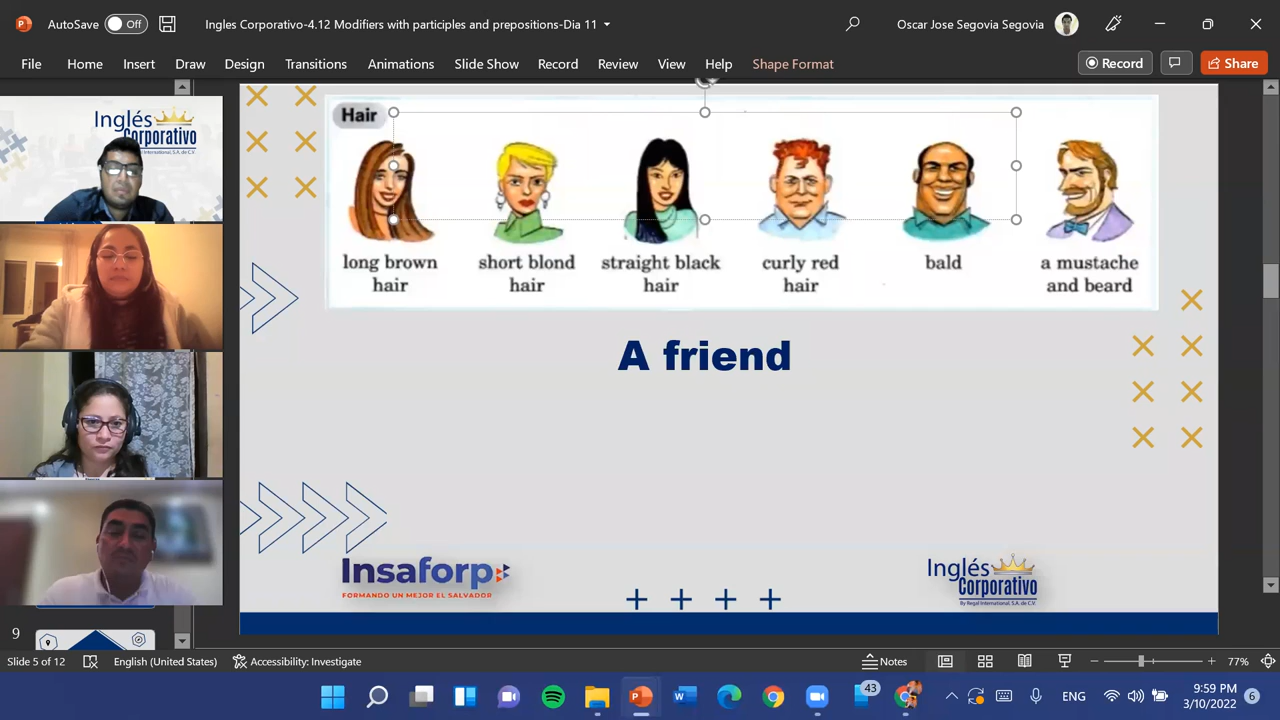 AutoSave Off Ingles Corporativo-4.12 Modifiers with participles and prepositions-Dia 11 Oscar Jose Segovia Segovia
File Home Insert Draw Design Transitions Animations Slide Show Record Review View Help Shape Format Record Share
Inglés
Corporativo
Regal International, S.A. de C.V.
Hair
long brown
hair
short blond
hair
straight black
hair
curly red
hair
bald
a mustache
and beard
A friend
Insaforp
FORMANDO UN MEJOR EL SALVADOR
Inglés
Corporativo
By Regal International, S.A. de C.V.
9
Slide 5 of 12 English (United States) Accessibility: Investigate Notes 77%
43 ENG 9:59 PM 6
3/10/2022